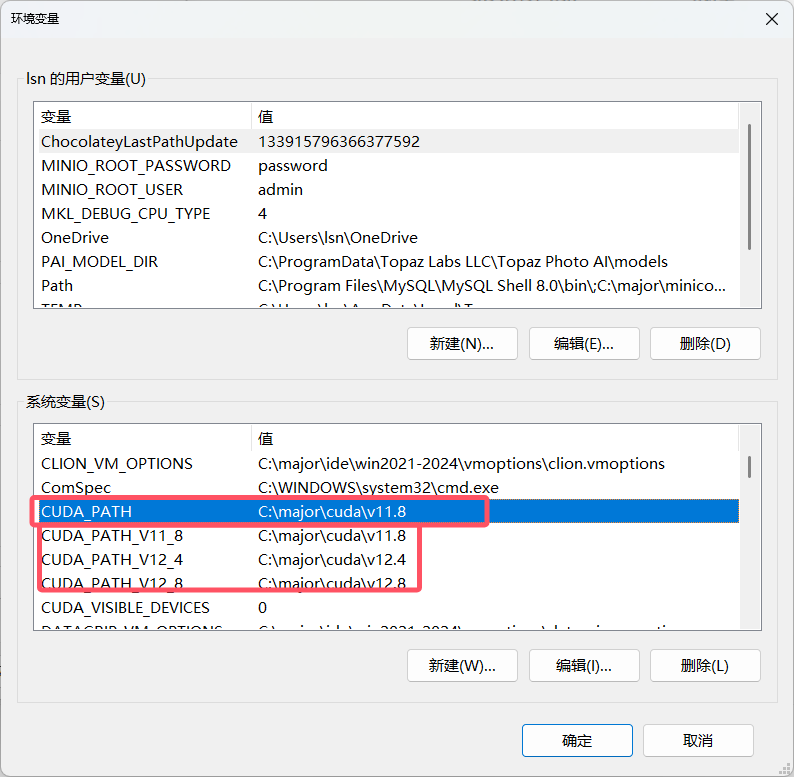 环境变量
lsn 的用户变量(U)
变量 值
ChocolateyLastPathUpdate 133915796366377592
MINIO_ROOT_PASSWORD password
MINIO_ROOT_USER admin
MKL_DEBUG_CPU_TYPE 4
OneDrive C:\Users\lsn\OneDrive
PAI_MODEL_DIR C:\ProgramData\Topaz Labs LLC\Topaz Photo AI\models
Path C:\Program Files\MySQL\MySQL Shell 8.0\bin\;C:\major\minico...
新建(N)... 编辑(E)... 删除(D)
系统变量(S)
变量 值
CLION_VM_OPTIONS C:\major\ide\win2021-2024\vmoptions\clion.vmoptions
ComSpec C:\WINDOWS\system32\cmd.exe
CUDA_PATH C:\major\cuda\v11.8
CUDA_PATH_V11_8 C:\major\cuda\v11.8
CUDA_PATH_V12_4 C:\major\cuda\v12.4
CUDA_PATH_V12_8 C:\major\cuda\v12.8
CUDA_VISIBLE_DEVICES 0
新建(W)... 编辑(I)... 删除(L)
确定 取消